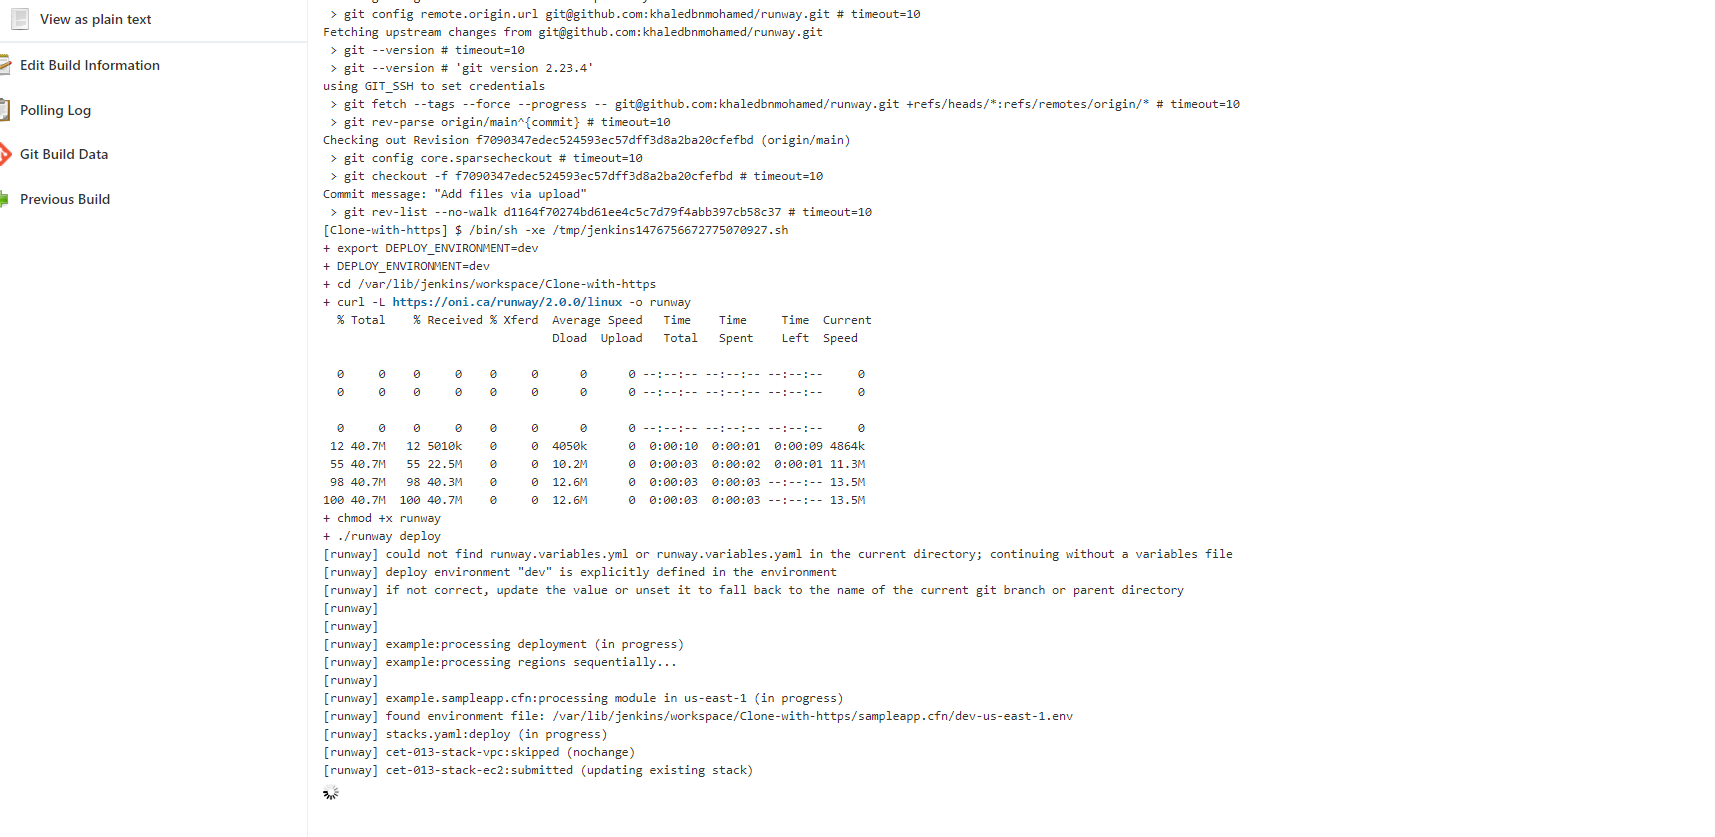 View as plain text
Edit Build Information
Polling Log
Git Build Data
Previous Build
> git config remote.origin.url git@github.com:khaledbnmohamed/runway.git # timeout=10
Fetching upstream changes from git@github.com:khaledbnmohamed/runway.git
> git --version # timeout=10
> git --version # 'git version 2.23.4'
using GIT_SSH to set credentials
> git fetch --tags --force --progress -- git@github.com:khaledbnmohamed/runway.git +refs/heads/*:refs/remotes/origin/* # timeout=10
> git rev-parse origin/main^{commit} # timeout=10
Checking out Revision f7090347edec524593ec57dff3d8a2ba20cfefbd (origin/main)
> git config core.sparsecheckout # timeout=10
> git checkout -f f7090347edec524593ec57dff3d8a2ba20cfefbd # timeout=10
Commit message: "Add files via upload"
> git rev-list --no-walk d1164f70274bd61ee4c5c7d79f4abb397cb58c37 # timeout=10
[Clone-with-https] $ /bin/sh -xe /tmp/jenkins1476756672775070927.sh
+ export DEPLOY_ENVIRONMENT=dev
+ DEPLOY_ENVIRONMENT=dev
+ cd /var/lib/jenkins/workspace/Clone-with-https
+ curl -L https://oni.ca/runway/2.0.0/linux -o runway
% Total % Received % Xferd Average Speed Time Time Time Current
Dload Upload Total Spent Left Speed
0 0 0 0 0 0 0 0 --:--:-- --:--:-- --:--:-- 0
0 0 0 0 0 0 0 0 --:--:-- --:--:-- --:--:-- 0
0 0 0 0 0 0 0 0 --:--:-- --:--:-- --:--:-- 0
12 40.7M 12 5010k 0 0 4050k 0 0:00:10 0:00:01 0:00:09 4864k
55 40.7M 55 22.5M 0 0 10.2M 0 0:00:03 0:00:02 0:00:01 11.3M
98 40.7M 98 40.3M 0 0 12.6M 0 0:00:03 0:00:03 --:--:-- 13.5M
100 40.7M 100 40.7M 0 0 12.6M 0 0:00:03 0:00:03 --:--:-- 13.5M
+ chmod +x runway
+ ./runway deploy
[runway] could not find runway.variables.yml or runway.variables.yaml in the current directory; continuing without a variables file
[runway] deploy environment "dev" is explicitly defined in the environment
[runway] if not correct, update the value or unset it to fall back to the name of the current git branch or parent directory
[runway]
[runway]
[runway] example:processing deployment (in progress)
[runway] example:processing regions sequentially...
[runway]
[runway] example.sampleapp.cfn:processing module in us-east-1 (in progress)
[runway] found environment file: /var/lib/jenkins/workspace/Clone-with-https/sampleapp.cfn/dev-us-east-1.env
[runway] stacks.yaml:deploy (in progress)
[runway] cet-013-stack-vpc:skipped (nochange)
[runway] cet-013-stack-ec2:submitted (updating existing stack)